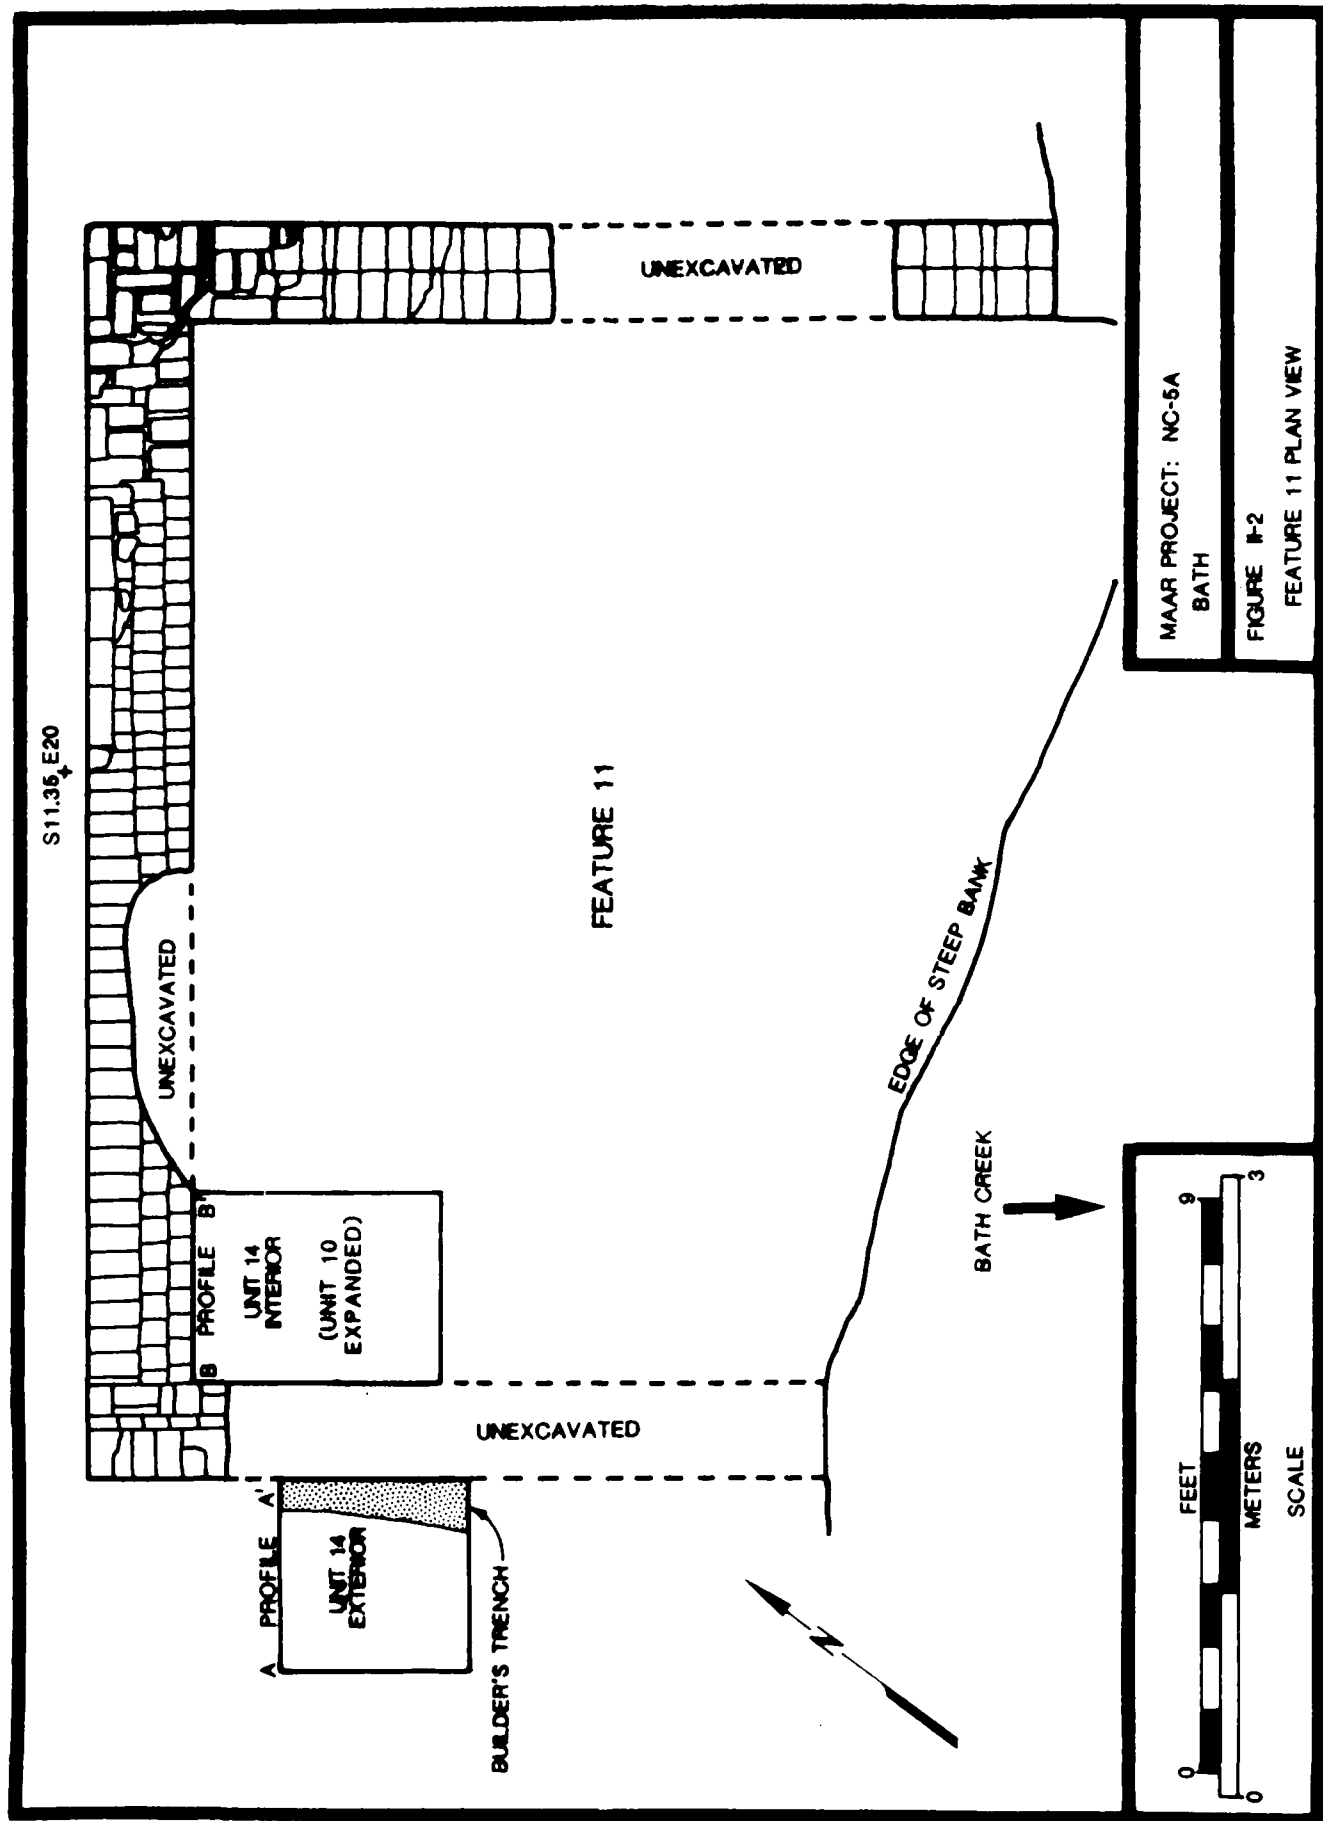 S11.35 E20
UNEXCAVATED
UNEXCAVATED
B PROFILE B'
UNIT 14
INTERIOR
(UNIT 10
EXPANDED)
FEATURE 11
UNEXCAVATED
A PROFILE A'
UNIT 14
EXTERIOR
BUILDER'S TRENCH
N
EDGE OF STEEP BANK
BATH CREEK
0 9
FEET
METERS
0 3
SCALE
MAAR PROJECT: NC-5A
BATH
FIGURE II-2
FEATURE 11 PLAN VIEW